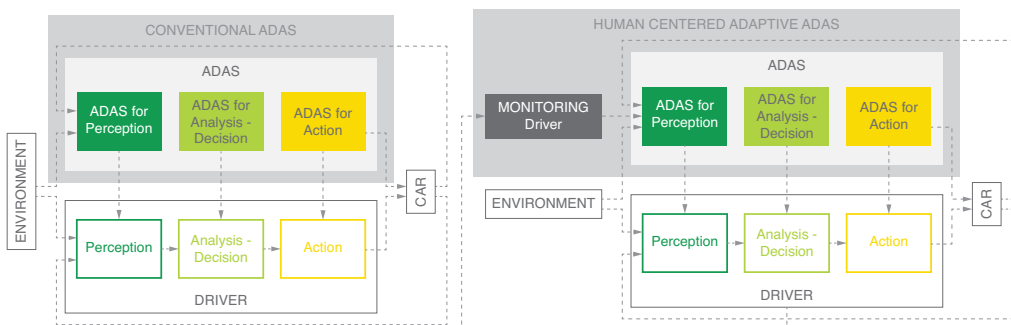 CONVENTIONAL ADAS
ADAS
ADAS for
Perception
ADAS for
Analysis -
Decision
ADAS for
Action
ENVIRONMENT
CAR
Perception
Analysis -
Decision
Action
DRIVER
HUMAN CENTERED ADAPTIVE ADAS
ADAS
MONITORING
Driver
ADAS for
Perception
ADAS for
Analysis -
Decision
ADAS for
Action
ENVIRONMENT
CAR
Perception
Analysis -
Decision
Action
DRIVER